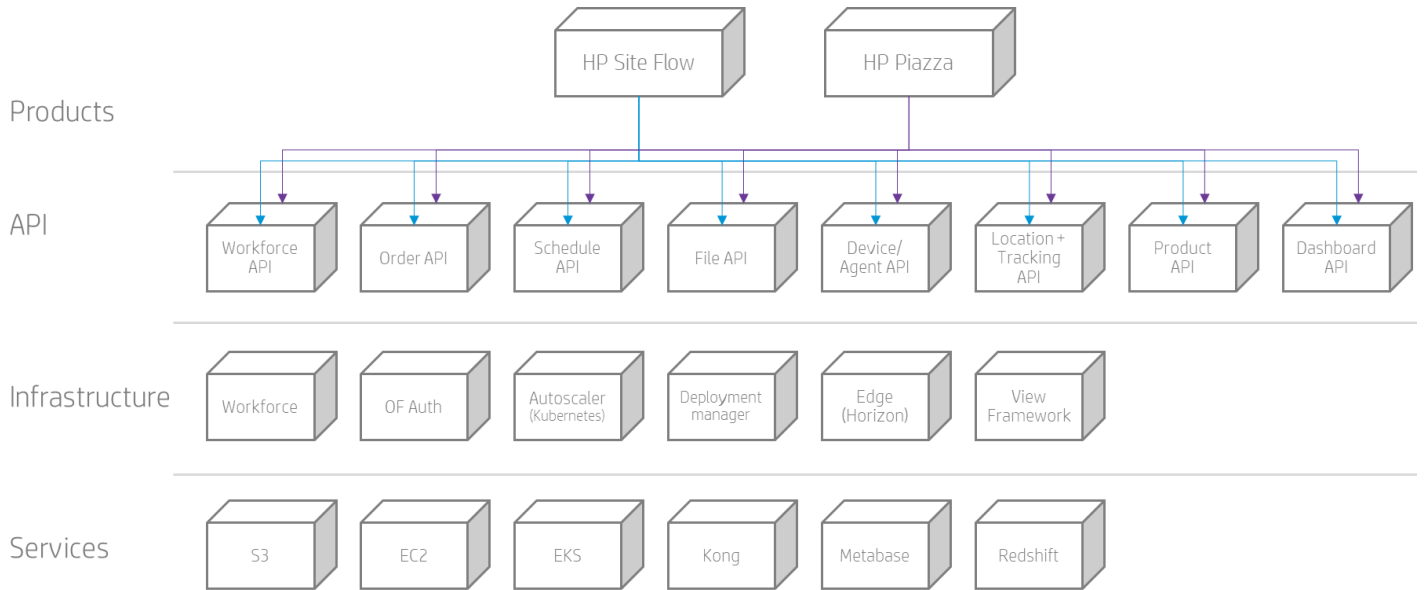 HP Site Flow
HP Piazza
Products
API
Workforce
API
Order API
Schedule
API
File API
Device/
Agent API
Location +
Tracking
API
Product
API
Dashboard
API
Infrastructure
Workforce
OF Auth
Autoscaler
(Kubernetes)
Deployment
manager
Edge
(Horizon)
View
Framework
Services
S3
EC2
EKS
Kong
Metabase
Redshift